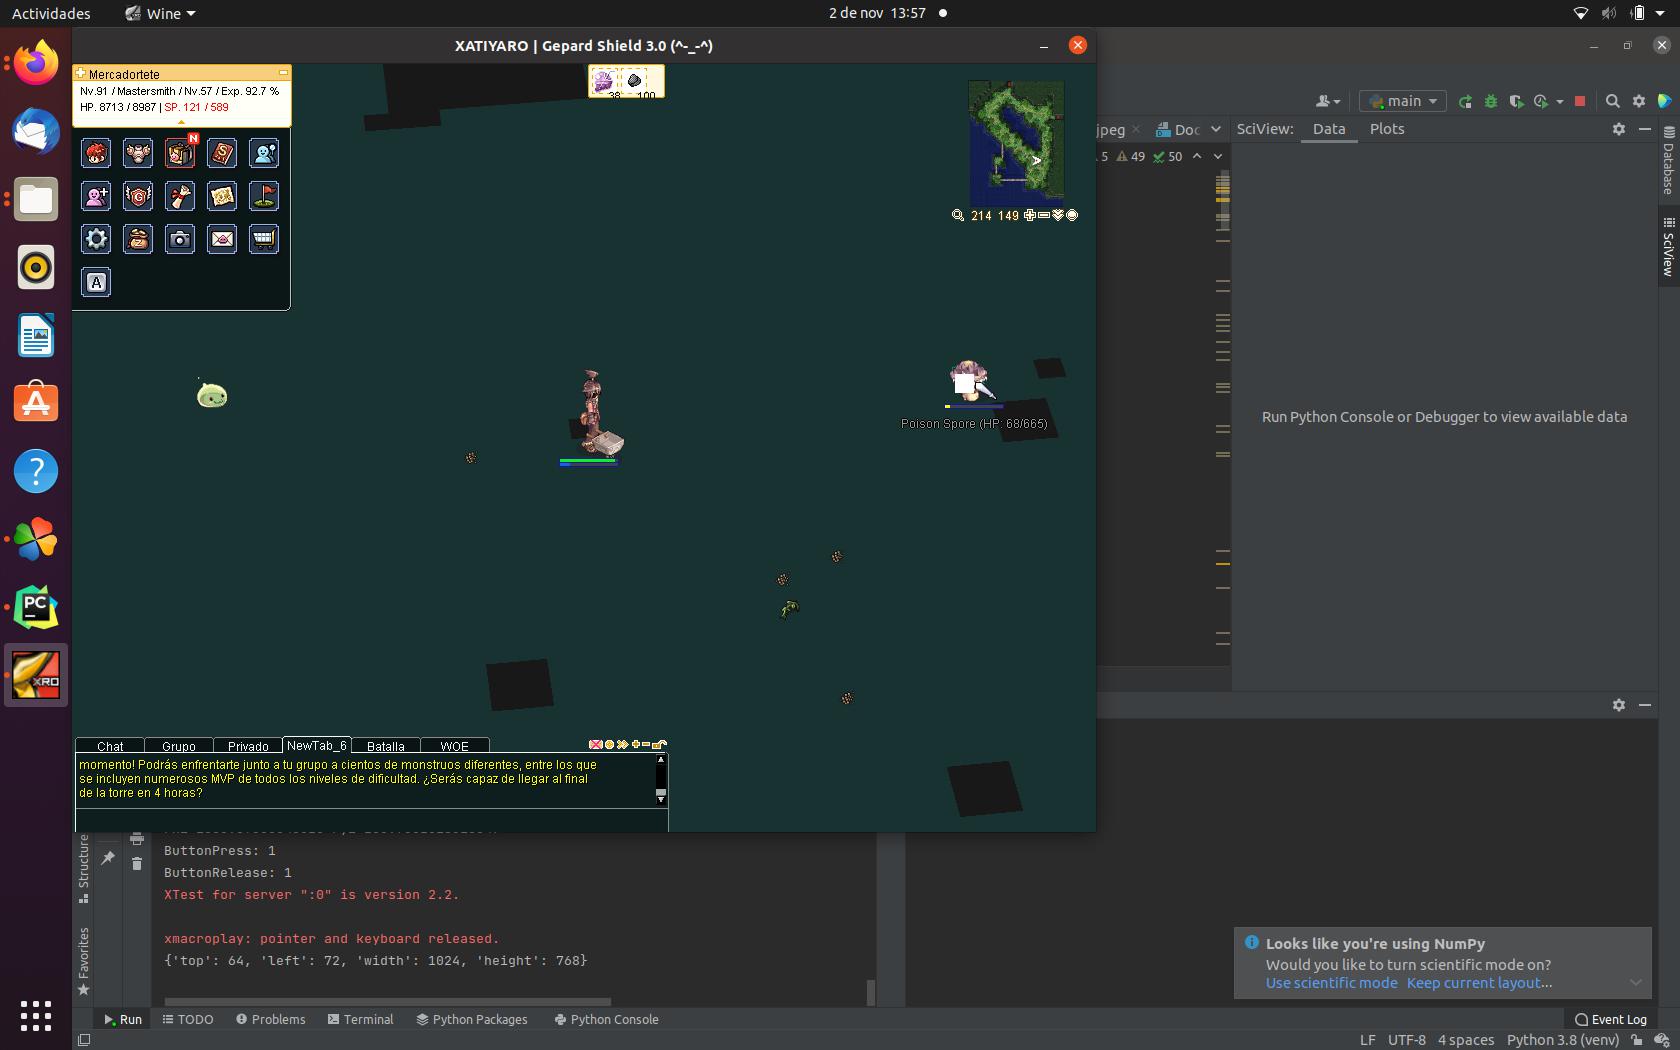 Actividades
Wine
2 de nov 13:57
XATIYARO | Gepard Shield 3.0 (^-_-^)
Mercadortete
Nv.91 / Mastersmith / Nv.57 / Exp. 92.7 %
HP. 8713 / 8987 | SP. 121 / 589
38 100
N
A
214 149
Poison Spore (HP: 68/665)
Chat Grupo Privado NewTab_6 Batalla WOE
momento! Podrás enfrentarte junto a tu grupo a cientos de monstruos diferentes, entre los que
se incluyen numerosos MVP de todos los niveles de dificultad. ¿Serás capaz de llegar al final
de la torre en 4 horas?
main
jpeg
Doc
SciView: Data Plots
5 49 50
Database
SciView
Run Python Console or Debugger to view available data
PC
XRO
Structure
Favorites
ButtonPress: 1
ButtonRelease: 1
XTest for server ":0" is version 2.2.
xmacroplay: pointer and keyboard released.
{'top': 64, 'left': 72, 'width': 1024, 'height': 768}
Looks like you're using NumPy
Would you like to turn scientific mode on?
Use scientific mode Keep current layout...
Run TODO Problems Terminal Python Packages Python Console Event Log
LF UTF-8 4 spaces Python 3.8 (venv)